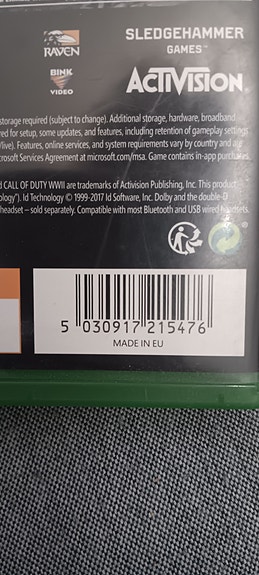 RAVEN
SLEDGEHAMMER
GAMES™
BINK
VIDEO
ACTIVISION
storage required (subject to change). Additional storage, hardware, broadband
red for setup, some updates, and features, including retention of gameplay settings
/live). Features, online services, and system requirements vary by country and are
crosoft Services Agreement at microsoft.com/msa. Game contains in-app purchases.
d CALL OF DUTY WWII are trademarks of Activision Publishing, Inc. This product
ology"). Id Technology © 1999-2017 Id Software, Inc. Dolby and the double-D
headset – sold separately. Compatible with most Bluetooth and USB wired headsets.
5 030917 215476
MADE IN EU